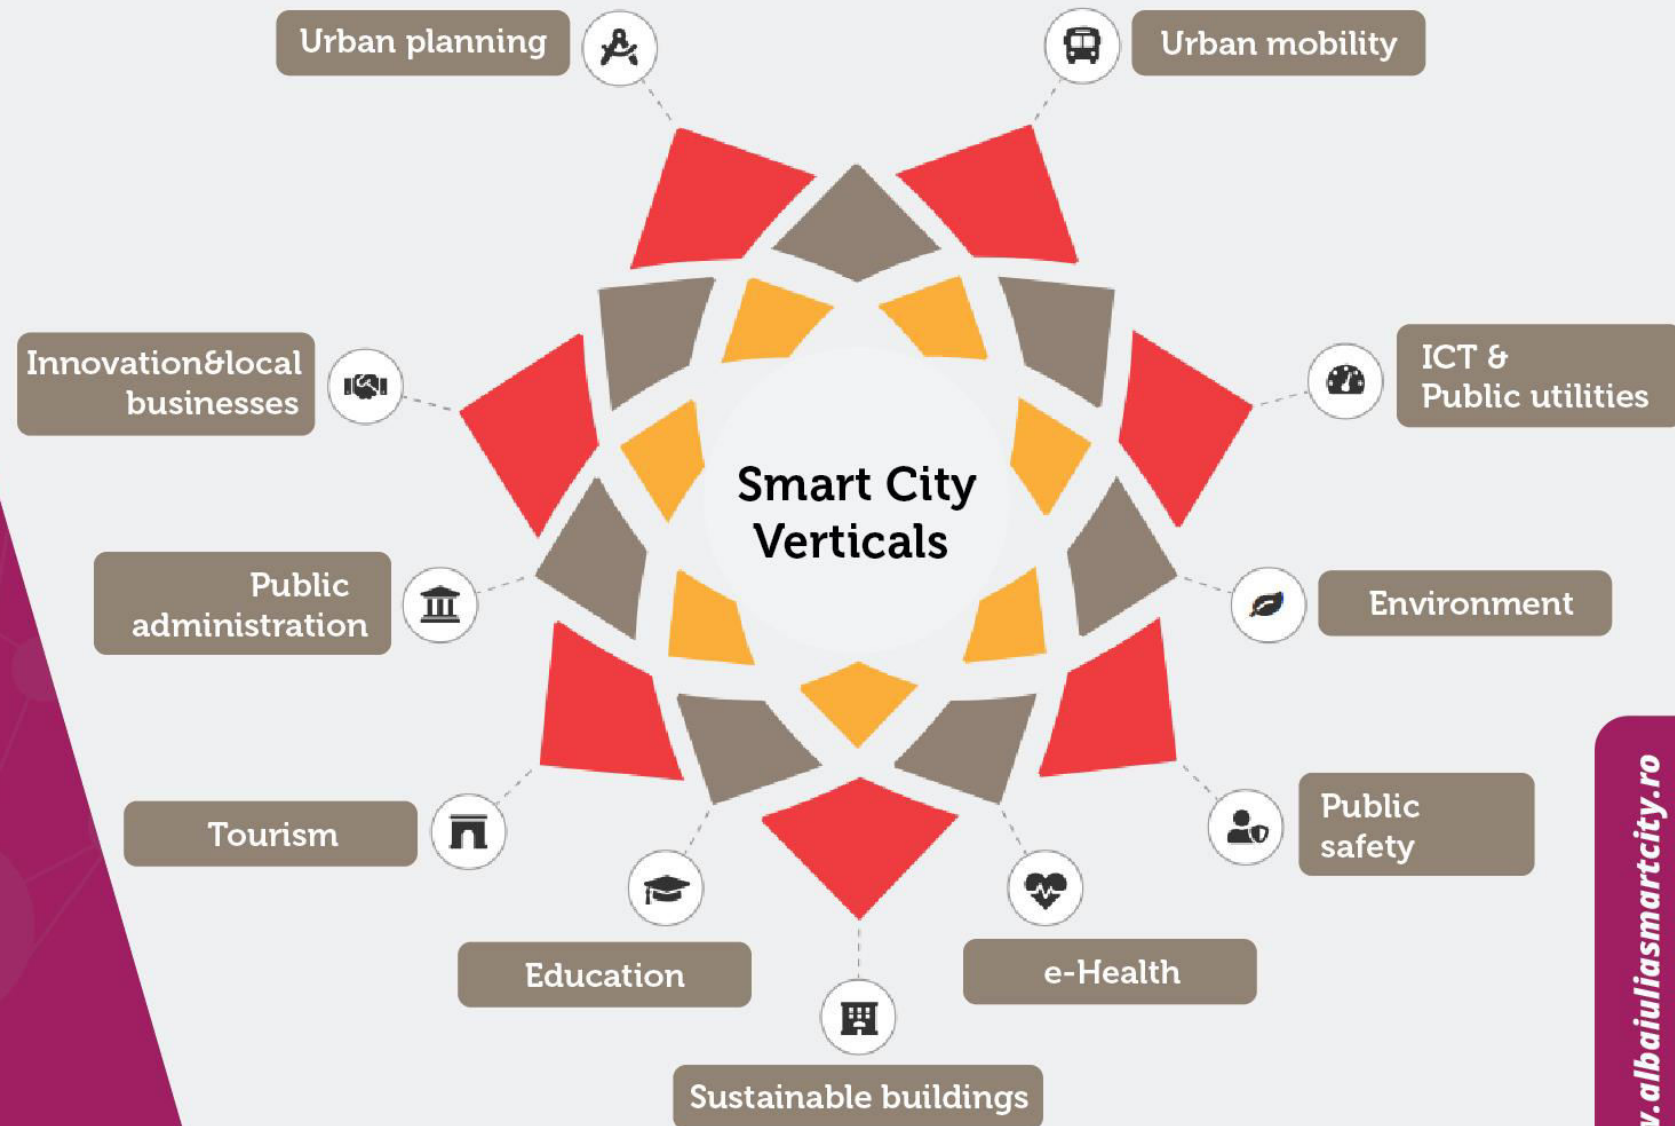 Urban planning
Urban mobility
Innovation&local
businesses
ICT &
Public utilities
Smart City
Verticals
Public
administration
Environment
Tourism
Public
safety
Education
e-Health
Sustainable buildings
.albaiuliasmartcity.ro